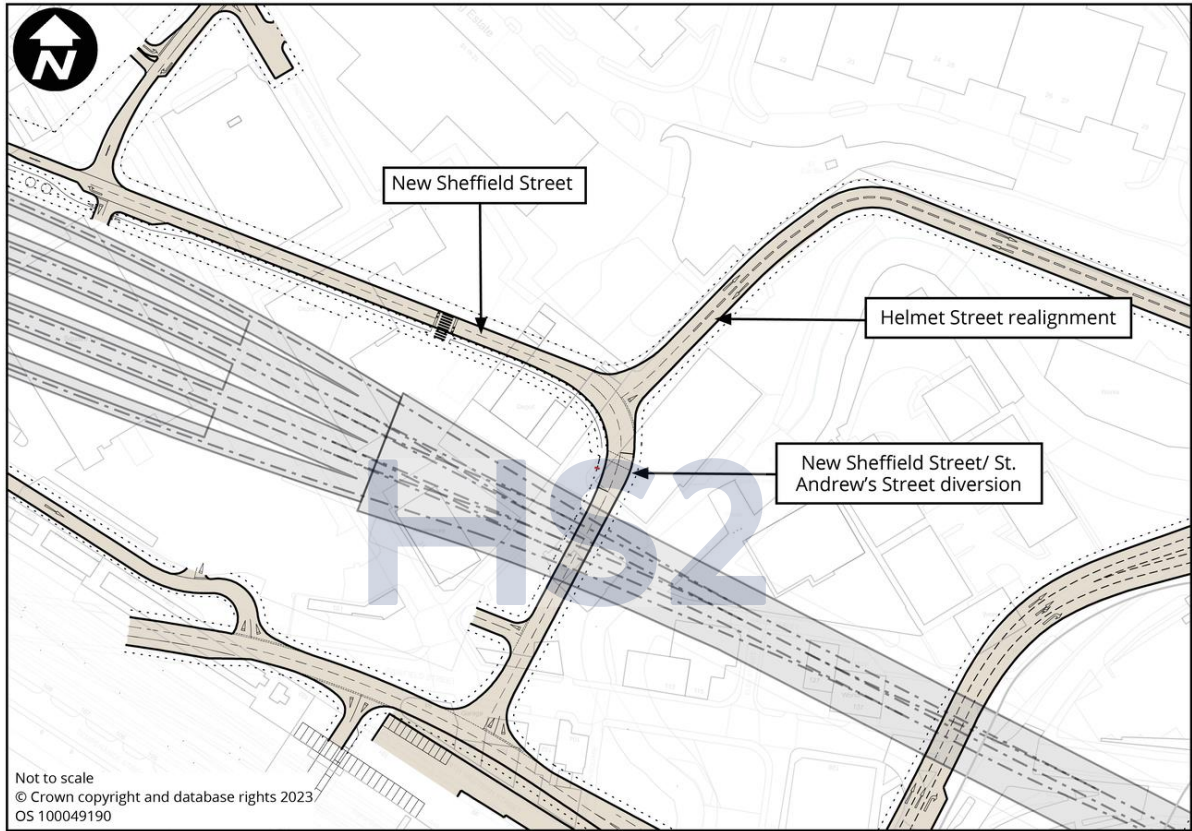 N
New Sheffield Street
Helmet Street realignment
New Sheffield Street/ St.
Andrew's Street diversion
HS2
Not to scale
© Crown copyright and database rights 2023
OS 100049190